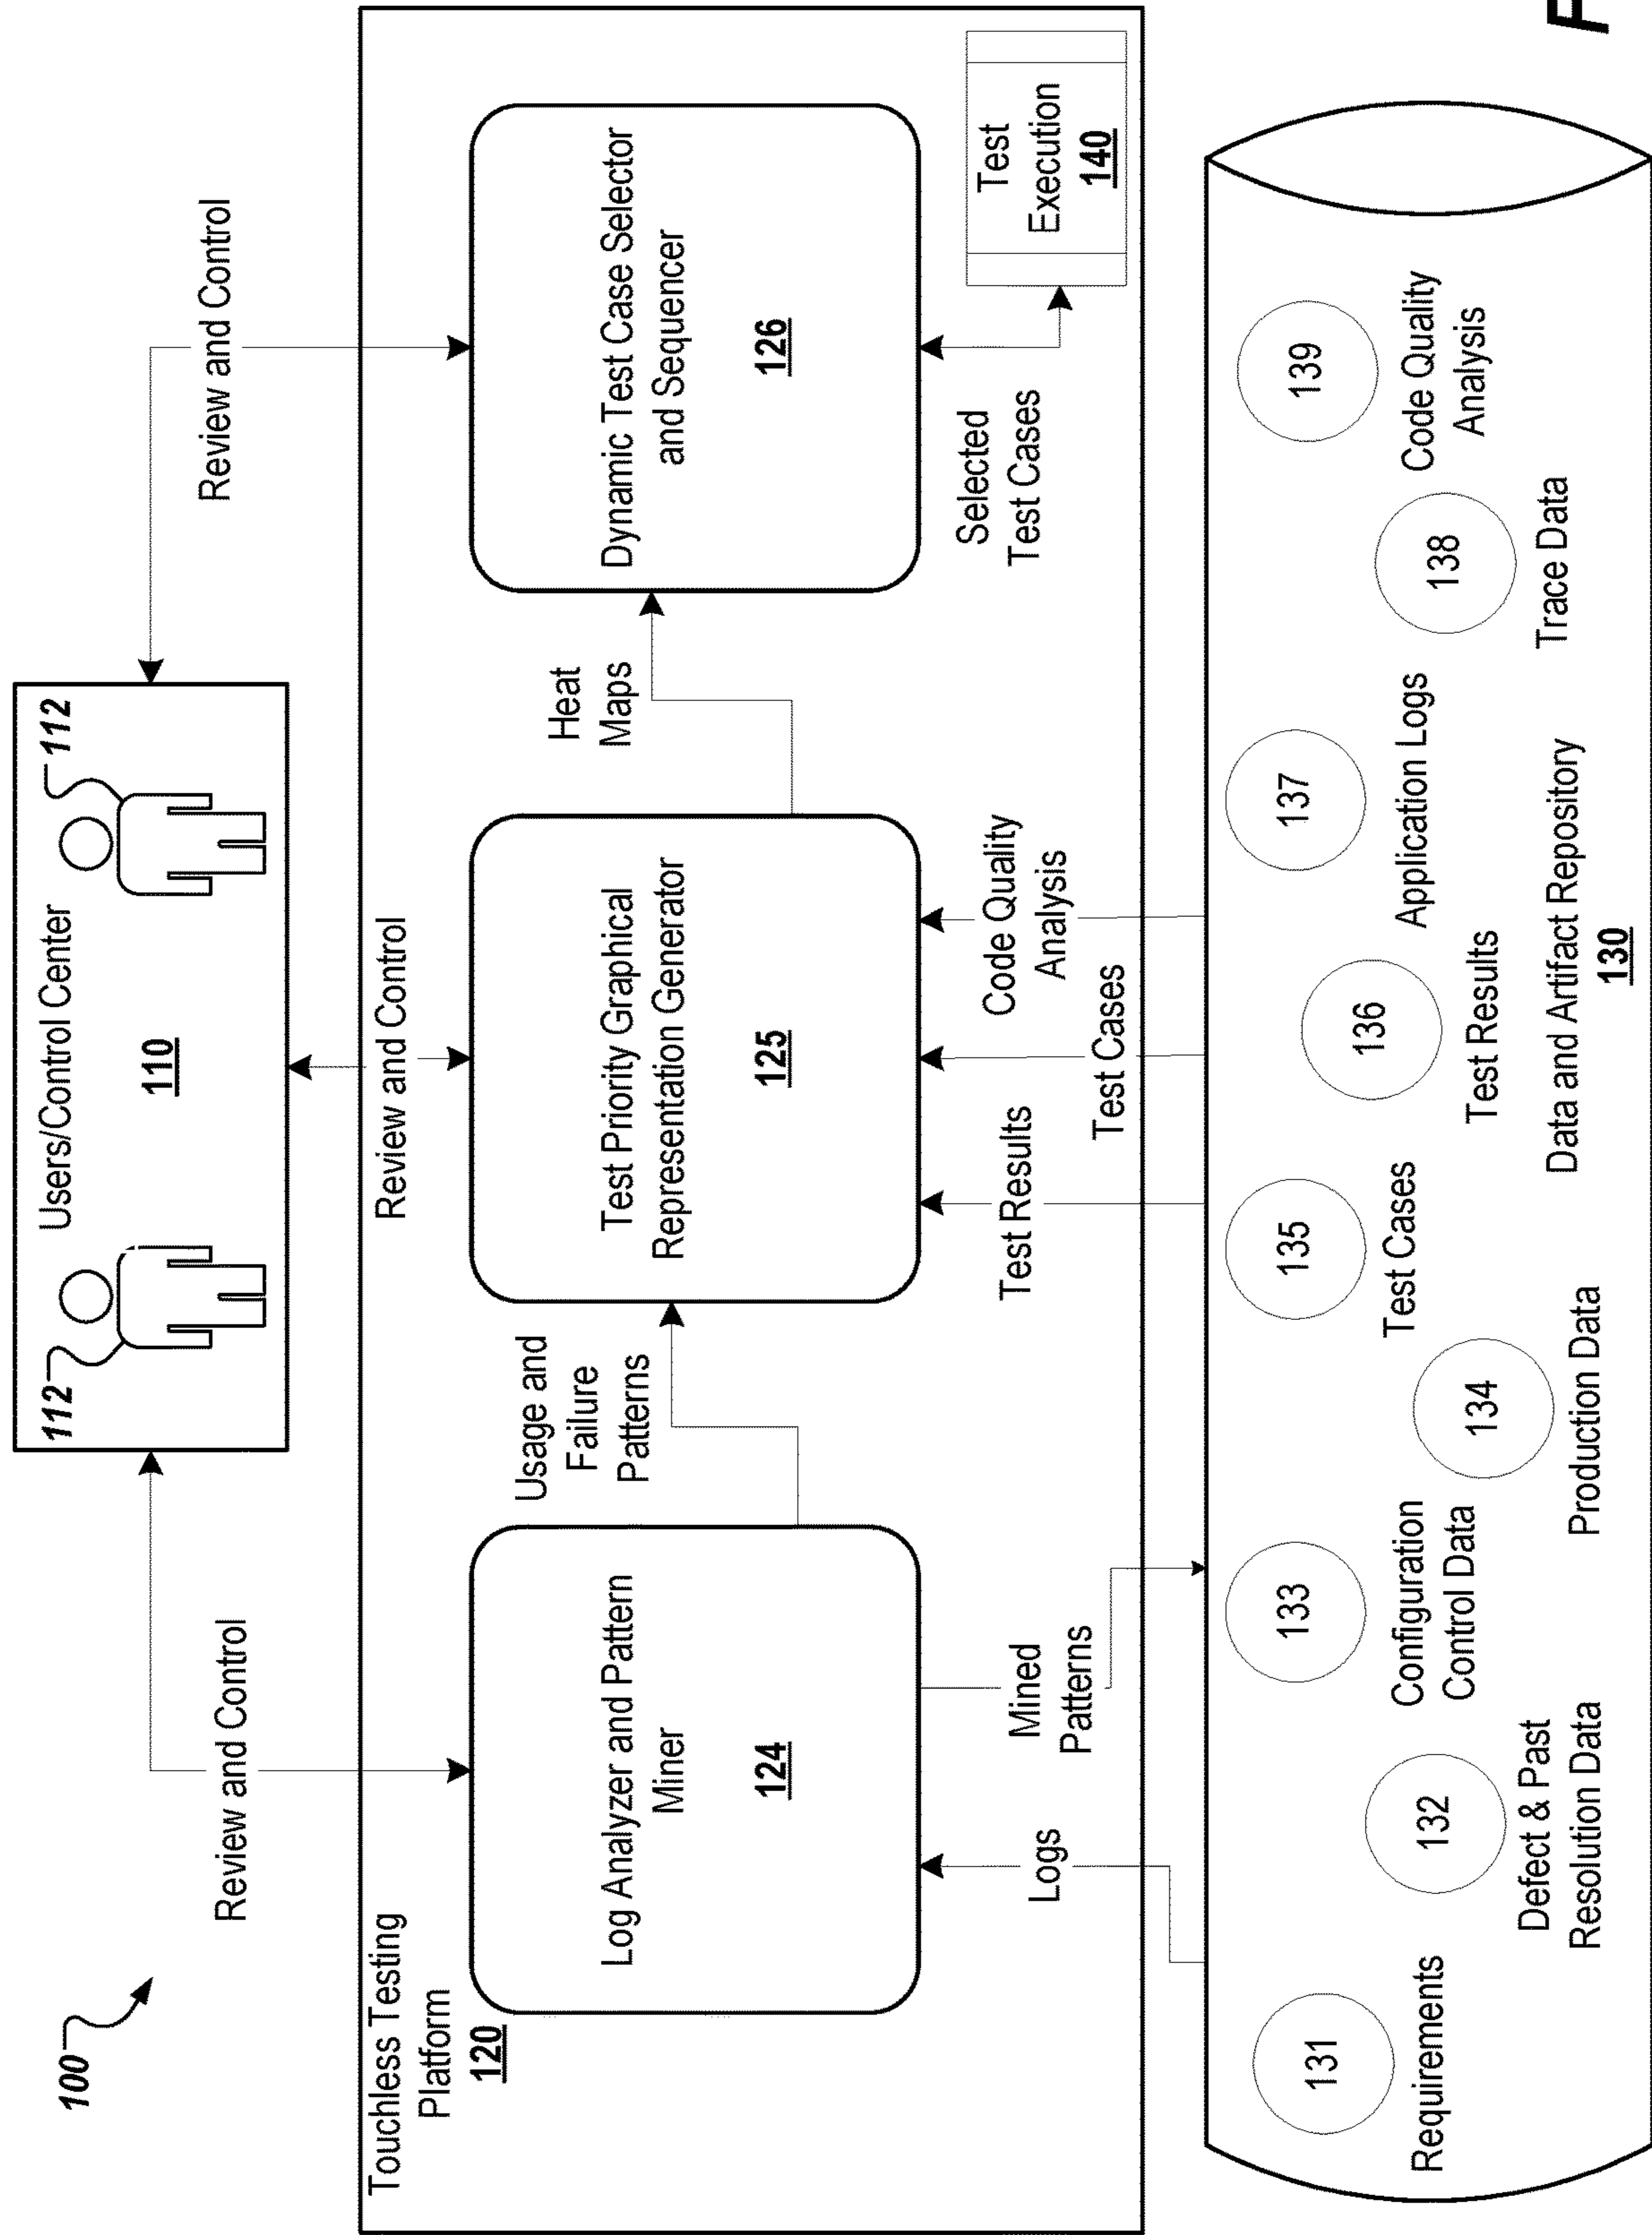 100
Users/Control Center
110
112
112
Review and Control
Review and Control
Review and Control
Touchless Testing
Platform
120
Log Analyzer and Pattern
Miner
124
Usage and
Failure
Patterns
Test Priority Graphical
Representation Generator
125
Heat
Maps
Dynamic Test Case Selector
and Sequencer
126
Logs
Mined
Patterns
Test Results
Test Cases
Code Quality
Analysis
Selected
Test Cases
Test
Execution
140
131
Requirements
132
Defect & Past
Resolution Data
133
Configuration
Control Data
134
Production Data
135
Test Cases
136
Test Results
137
Application Logs
138
Trace Data
139
Code Quality
Analysis
Data and Artifact Repository
130